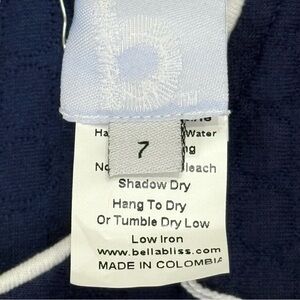 b
7
Water
Shadow Dry
Hang To Dry
Or Tumble Dry Low
Low Iron
www.bellabliss.com
MADE IN COLOMBIA